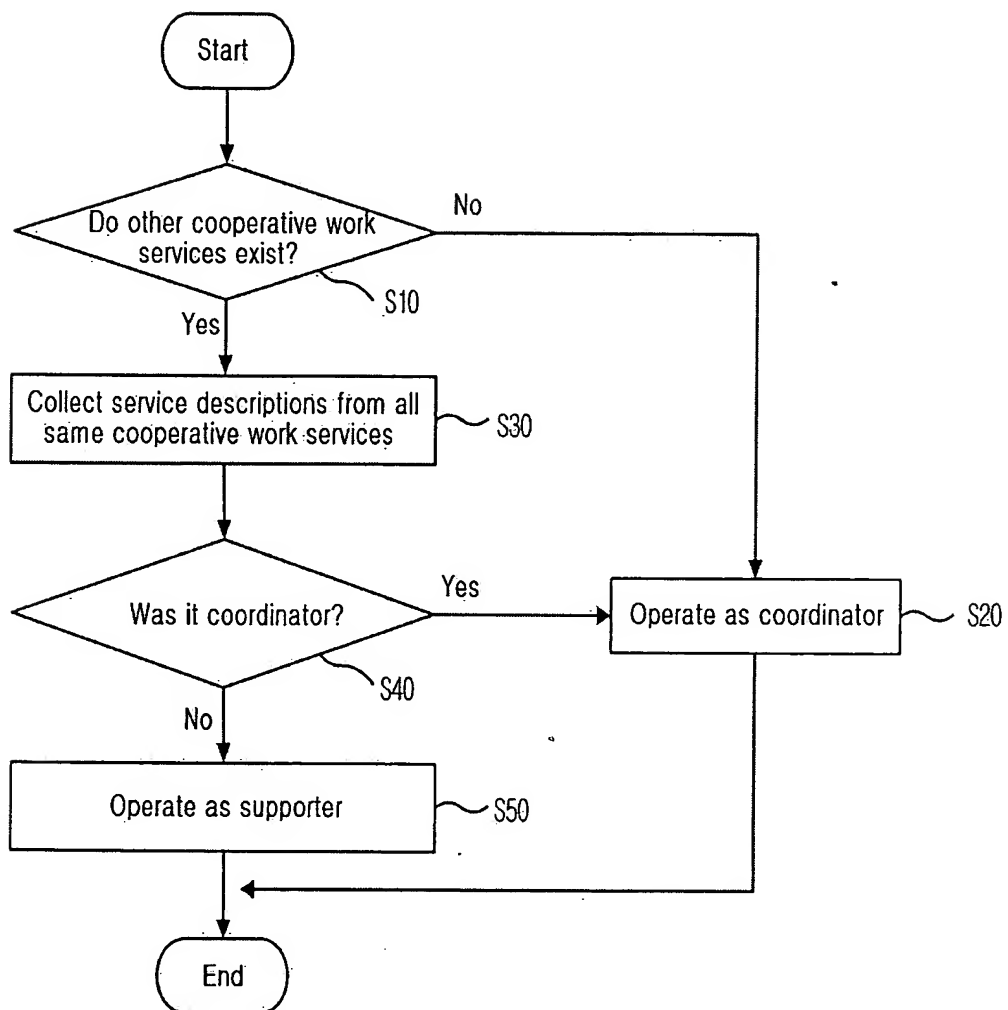 Start
Do other cooperative work
services exist?
No
S10
Yes
Collect service descriptions from all
same cooperative work services
S30
Was it coordinator?
Yes
Operate as coordinator
S20
S40
No
Operate as supporter
S50
End